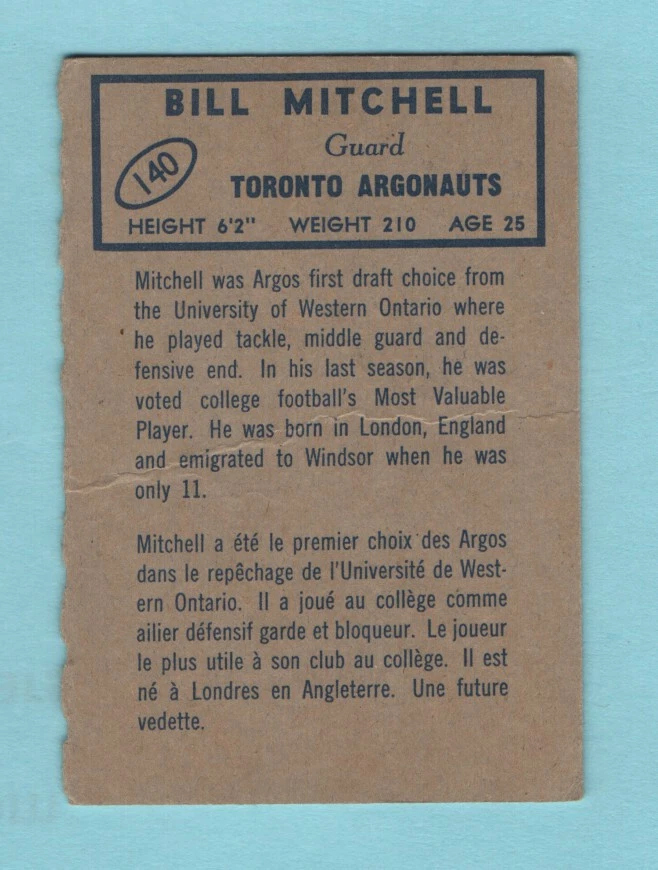 BILL MITCHELL
Guard
140
TORONTO ARGONAUTS
HEIGHT 6'2" WEIGHT 210 AGE 25
Mitchell was Argos first draft choice from
the University of Western Ontario where
he played tackle, middle guard and de-
fensive end. In his last season, he was
voted college football's Most Valuable
Player. He was born in London, England
and emigrated to Windsor when he was
only 11.
Mitchell a été le premier choix des Argos
dans le repêchage de l'Université de West-
ern Ontario. Il a joué au collège comme
ailier défensif garde et bloqueur. Le joueur
le plus utile à son club au collège. Il est
né à Londres en Angleterre. Une future
vedette.